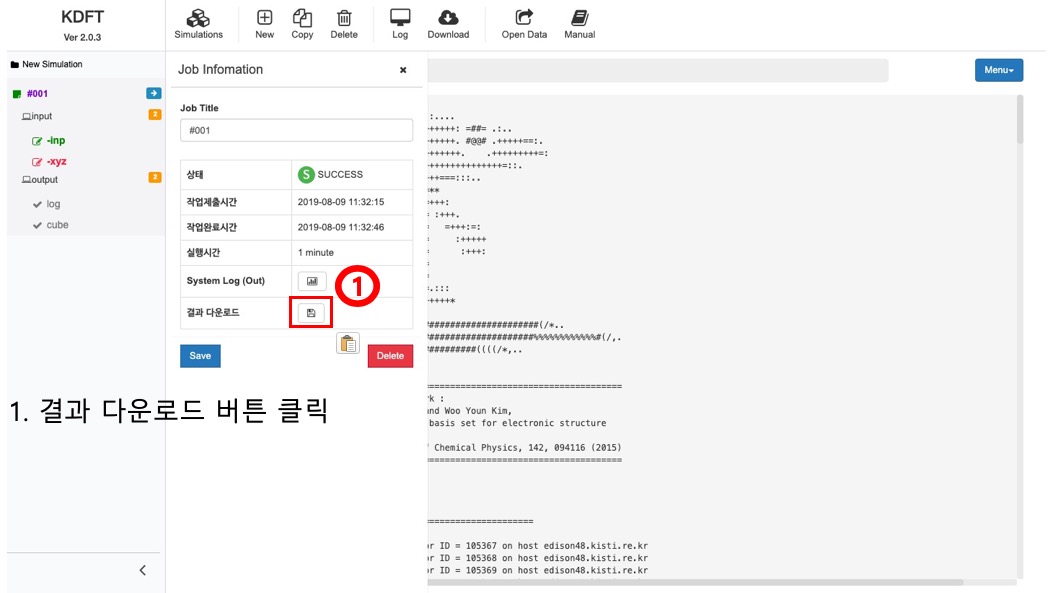 KDFT
Ver 2.0.3
Simulations
New
Copy
Delete
Log
Download
Open Data
Manual
New Simulation
#001
input
2
-inp
-xyz
output
2
log
cube
Job Infomation
Menu
Job Title
#001
상태
S SUCCESS
작업제출시간
2019-08-09 11:32:15
작업완료시간
2019-08-09 11:32:46
실행시간
1 minute
System Log (Out)
1
결과 다운로드
Save
Delete
1. 결과 다운로드 버튼 클릭
:....
++++++: =##= .:..
++++++. #@@# .+++++==:.
+++++++.    .+++++++++=:
+++++++++++++++=::.
++===:::..
**
+++:
:+++.
=+++:=:
:+++++
:+++:
=.:::
+++++*
######################(/*..
####################%%%%%%%%%%%%#(/,.
#########((((/*,..
=====================================
rk :
and Woo Youn Kim,
basis set for electronic structure
Chemical Physics, 142, 094116 (2015)
=====================================
=====================
or ID = 105367 on host edison48.kisti.re.kr
or ID = 105368 on host edison48.kisti.re.kr
or ID = 105369 on host edison48.kisti.re.kr